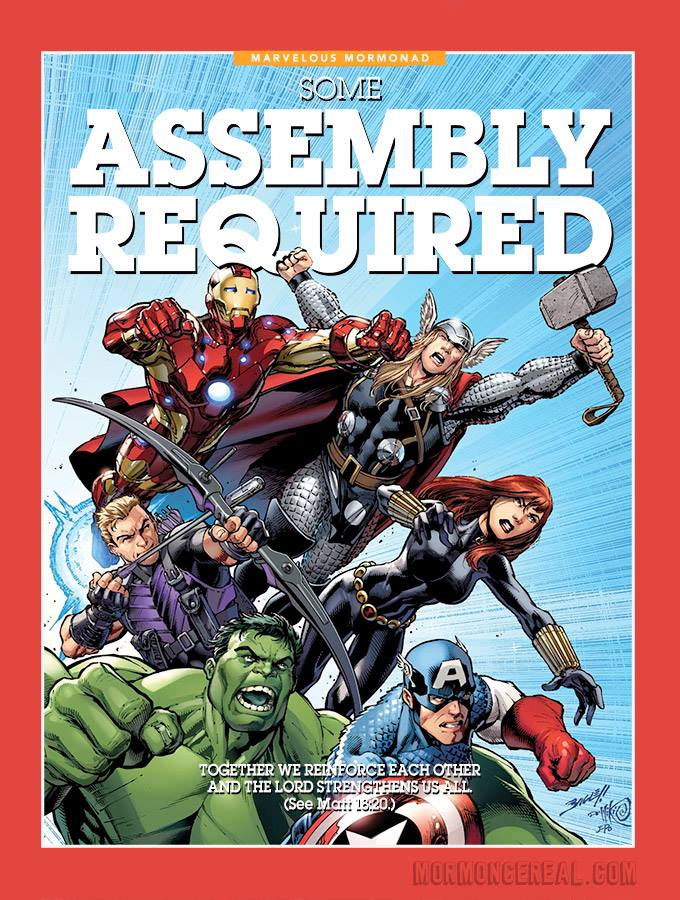 MARVELOUS MORMONAD
SOME
ASSEMBLY
REQUIRED
A
TOGETHER WE REINFORCE EACH OTHER
AND THE LORD STRENGTHENS US ALL.
(See Matt 18:20.)
MORMONCEREAL.COM